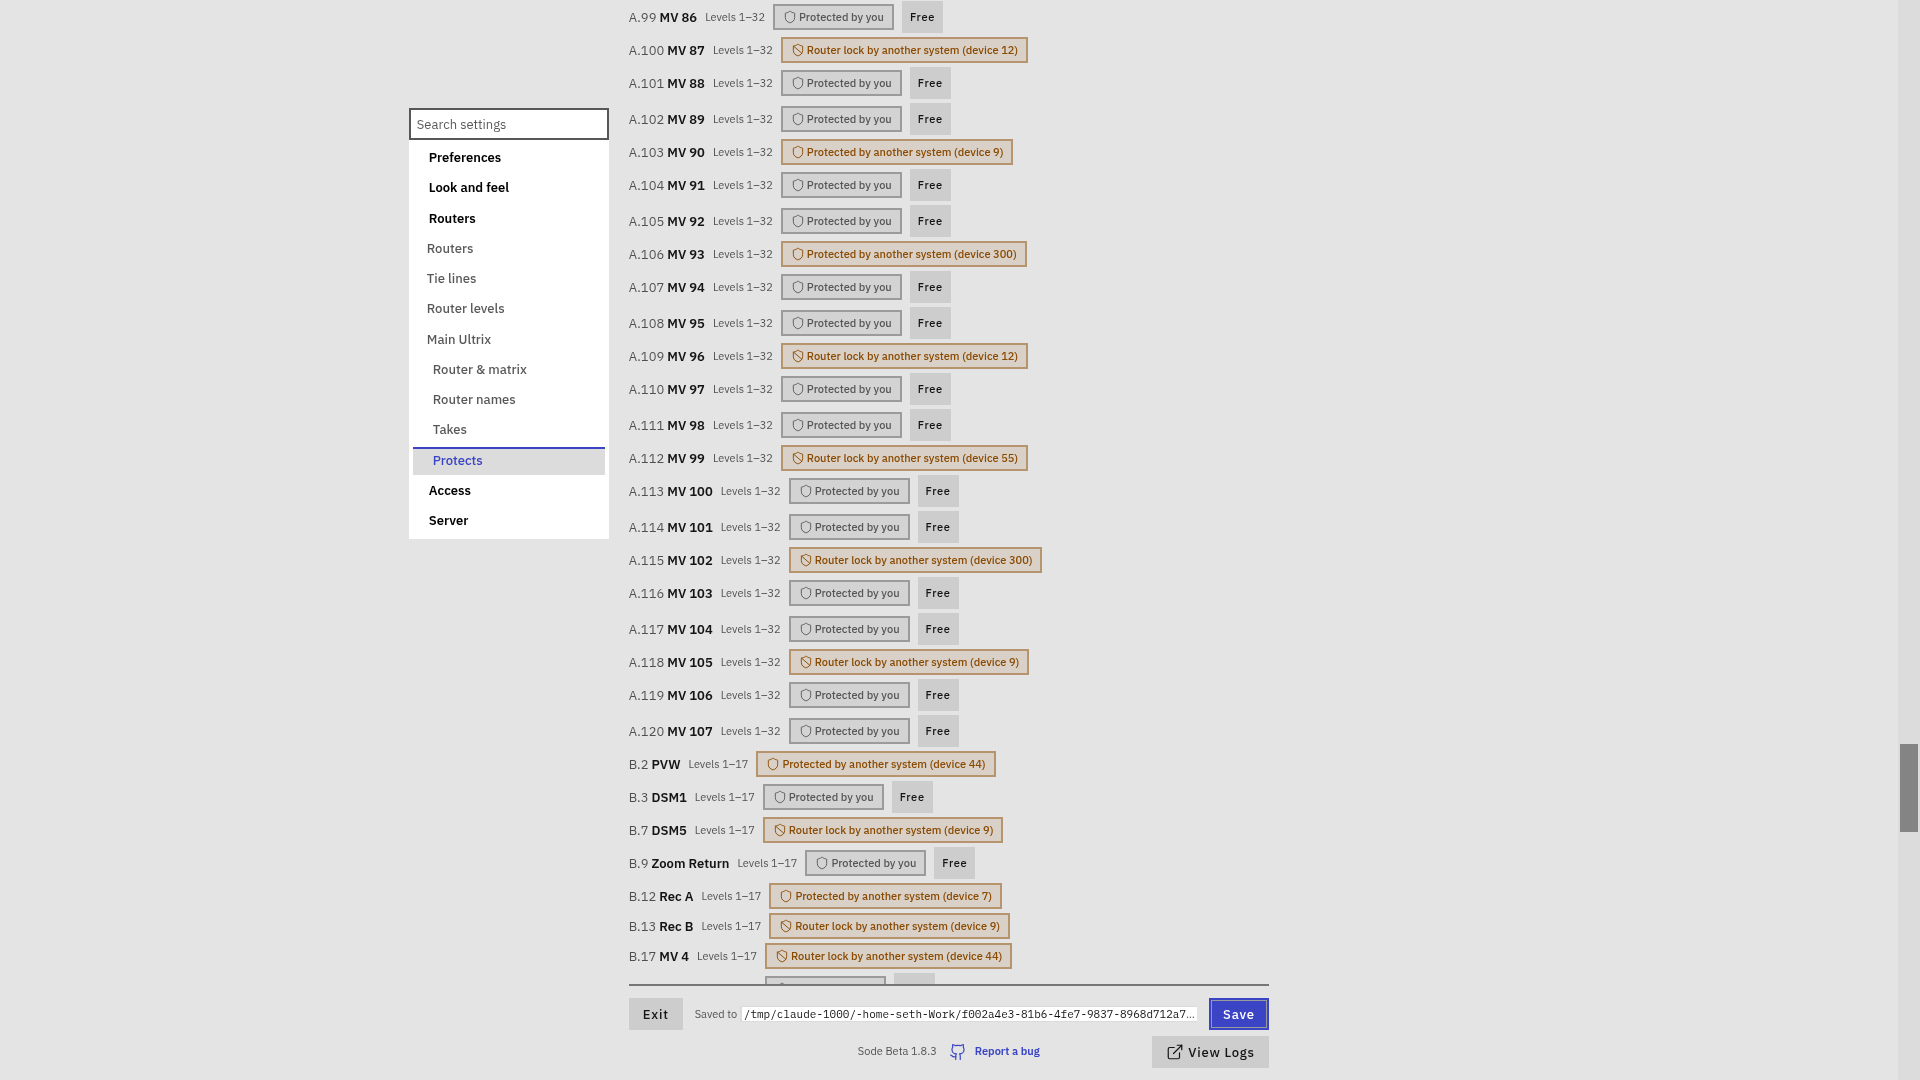 A.99 MV 86 Levels 1–32 Protected by you Free
A.100 MV 87 Levels 1–32 Router lock by another system (device 12)
A.101 MV 88 Levels 1–32 Protected by you Free
Search settings
A.102 MV 89 Levels 1–32 Protected by you Free
Preferences
A.103 MV 90 Levels 1–32 Protected by another system (device 9)
Look and feel
A.104 MV 91 Levels 1–32 Protected by you Free
Routers
A.105 MV 92 Levels 1–32 Protected by you Free
Routers
A.106 MV 93 Levels 1–32 Protected by another system (device 300)
Tie lines
A.107 MV 94 Levels 1–32 Protected by you Free
Router levels
A.108 MV 95 Levels 1–32 Protected by you Free
Main Ultrix
A.109 MV 96 Levels 1–32 Router lock by another system (device 12)
Router & matrix
A.110 MV 97 Levels 1–32 Protected by you Free
Router names
A.111 MV 98 Levels 1–32 Protected by you Free
Takes
A.112 MV 99 Levels 1–32 Router lock by another system (device 55)
Protects
A.113 MV 100 Levels 1–32 Protected by you Free
Access
A.114 MV 101 Levels 1–32 Protected by you Free
Server
A.115 MV 102 Levels 1–32 Router lock by another system (device 300)
A.116 MV 103 Levels 1–32 Protected by you Free
A.117 MV 104 Levels 1–32 Protected by you Free
A.118 MV 105 Levels 1–32 Router lock by another system (device 9)
A.119 MV 106 Levels 1–32 Protected by you Free
A.120 MV 107 Levels 1–32 Protected by you Free
B.2 PVW Levels 1–17 Protected by another system (device 44)
B.3 DSM1 Levels 1–17 Protected by you Free
B.7 DSM5 Levels 1–17 Router lock by another system (device 9)
B.9 Zoom Return Levels 1–17 Protected by you Free
B.12 Rec A Levels 1–17 Protected by another system (device 7)
B.13 Rec B Levels 1–17 Router lock by another system (device 9)
B.17 MV 4 Levels 1–17 Router lock by another system (device 44)
Exit Saved to /tmp/claude-1000/-home-seth-Work/f002a4e3-81b6-4fe7-9837-8968d712a7... Save
Sode Beta 1.8.3 Report a bug View Logs